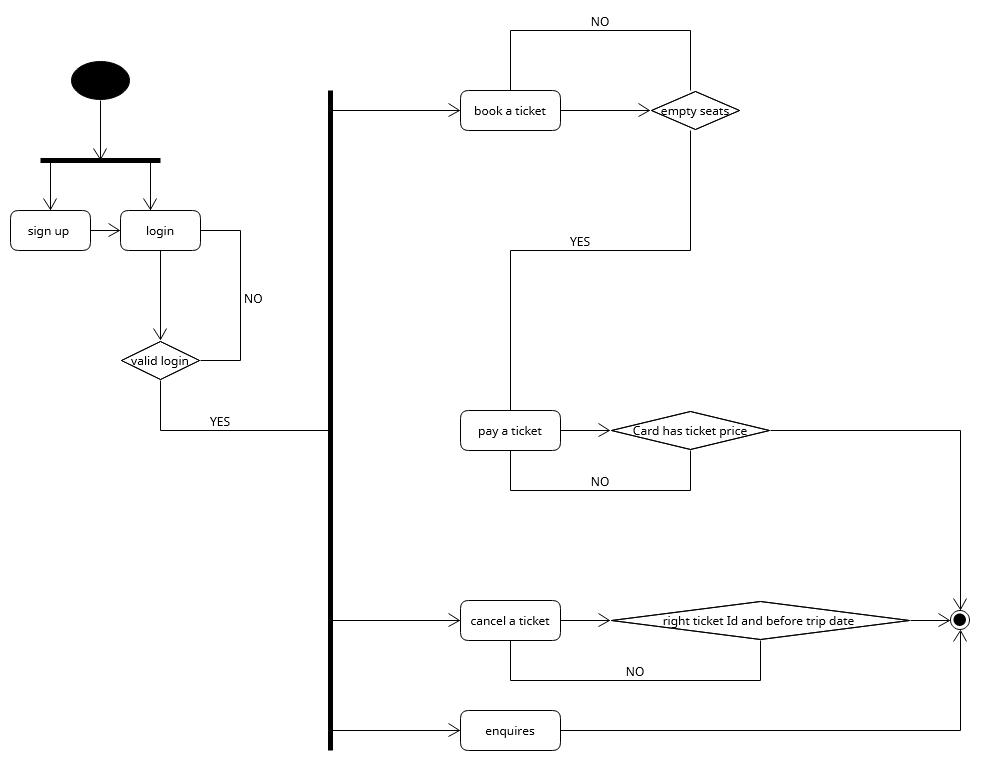 NO
book a ticket
empty seats
sign up
login
YES
NO
valid login
YES
pay a ticket
Card has ticket price
NO
cancel a ticket
right ticket Id and before trip date
NO
enquires